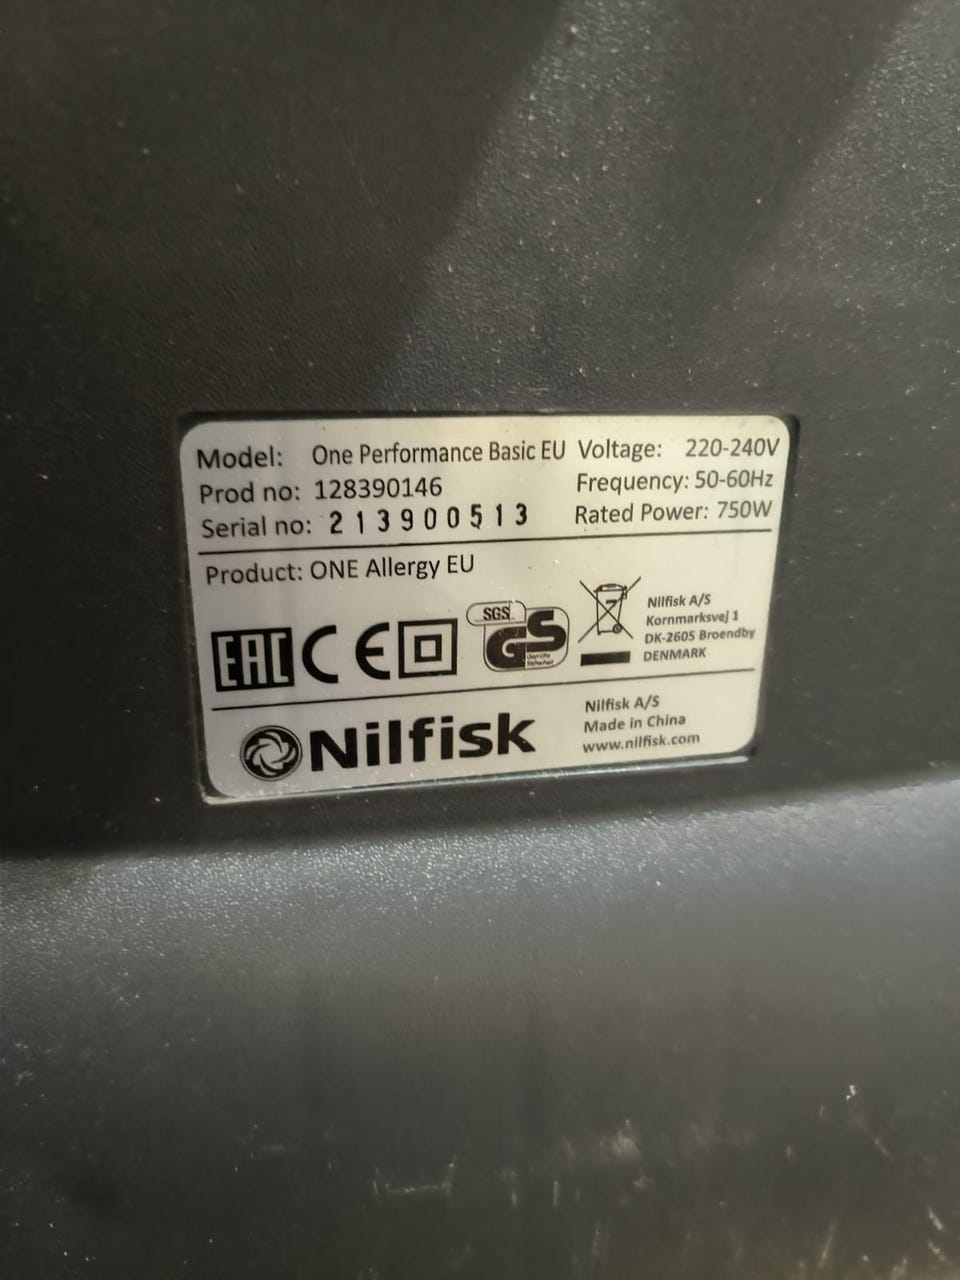 Model: One Performance Basic EU Voltage: 220-240V
Prod no: 128390146 Frequency: 50-60Hz
Serial no: 213900513 Rated Power: 750W
Product: ONE Allergy EU
EAC CE SGS GS
Geprüfte
Sicherheit
Nilfisk A/S
Kornmarksvej 1
DK-2605 Broendby
DENMARK
Nilfisk
Nilfisk A/S
Made in China
www.nilfisk.com